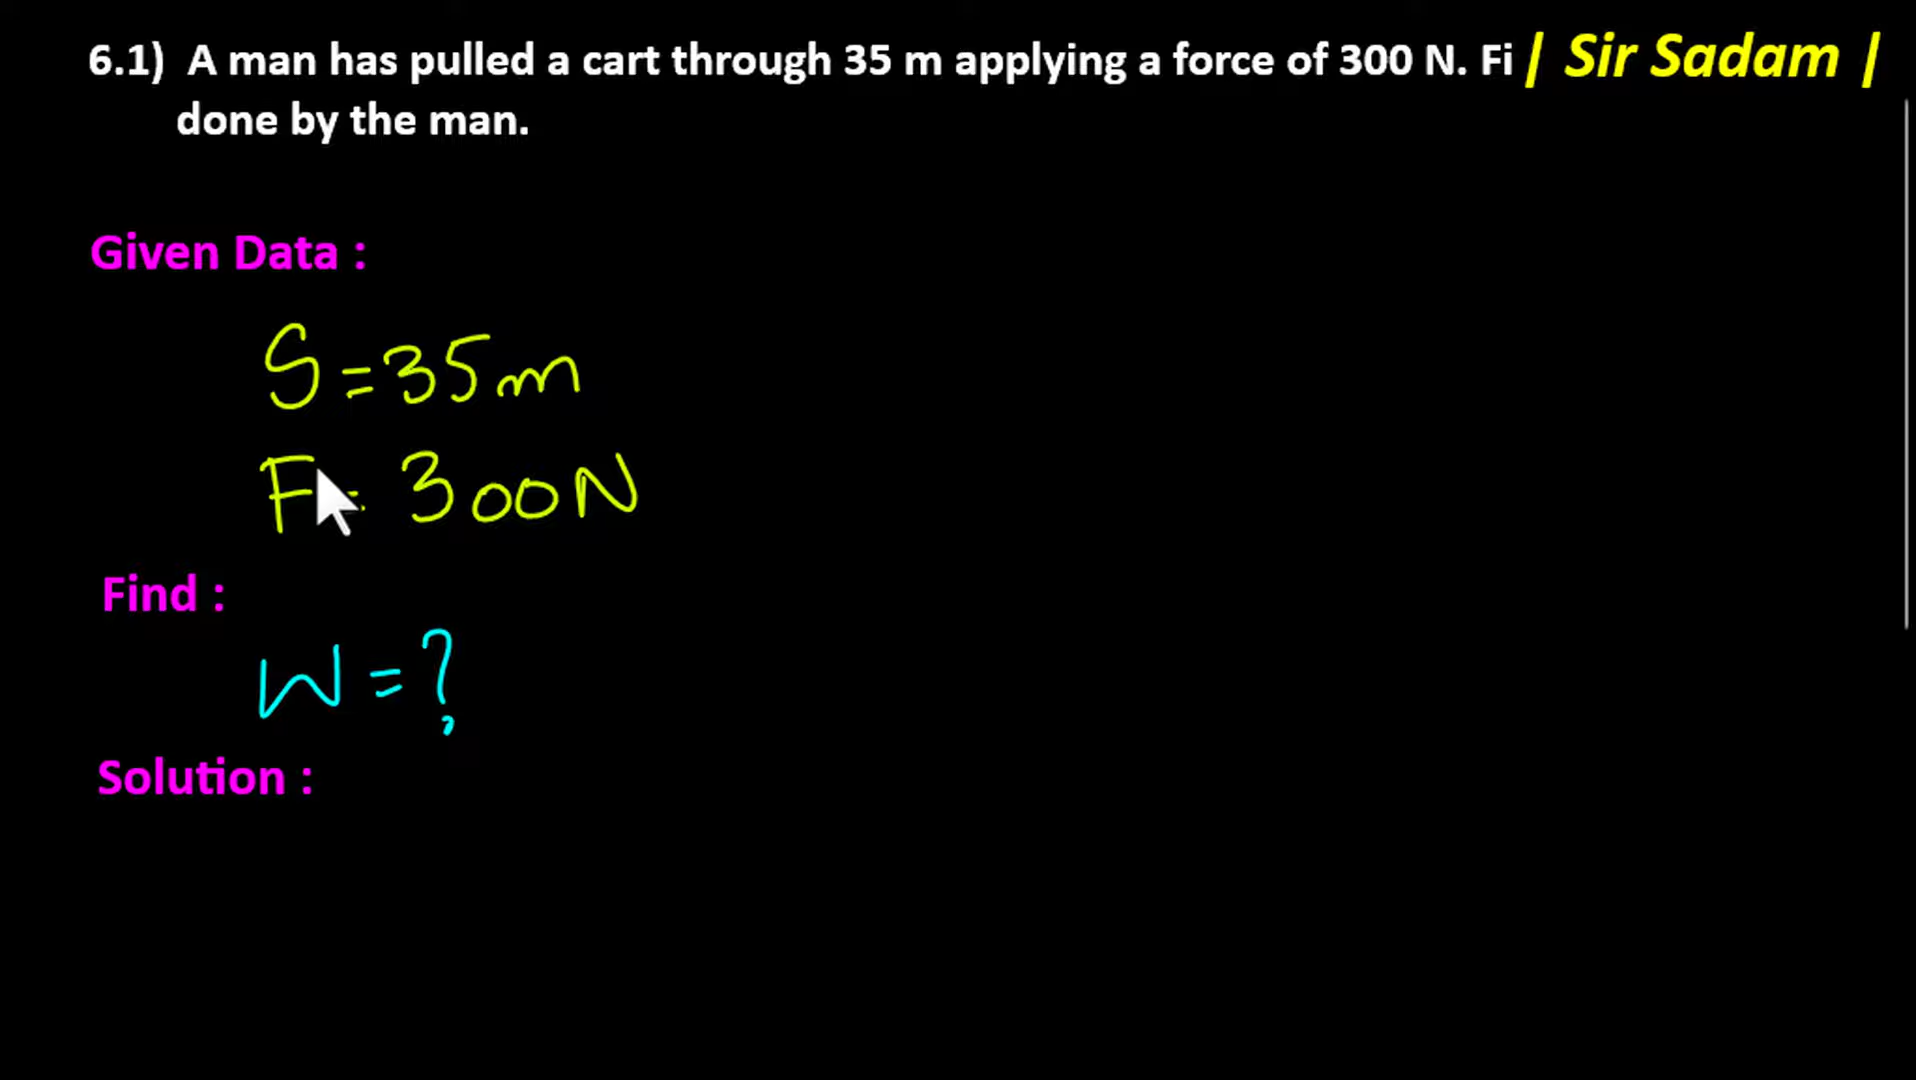 6.1) A man has pulled a cart through 35 m applying a force of 300 N. Fi | Sir Sadam |
done by the man.
Given Data :
S = 35 m
F = 300 N
Find :
W = ?
Solution :